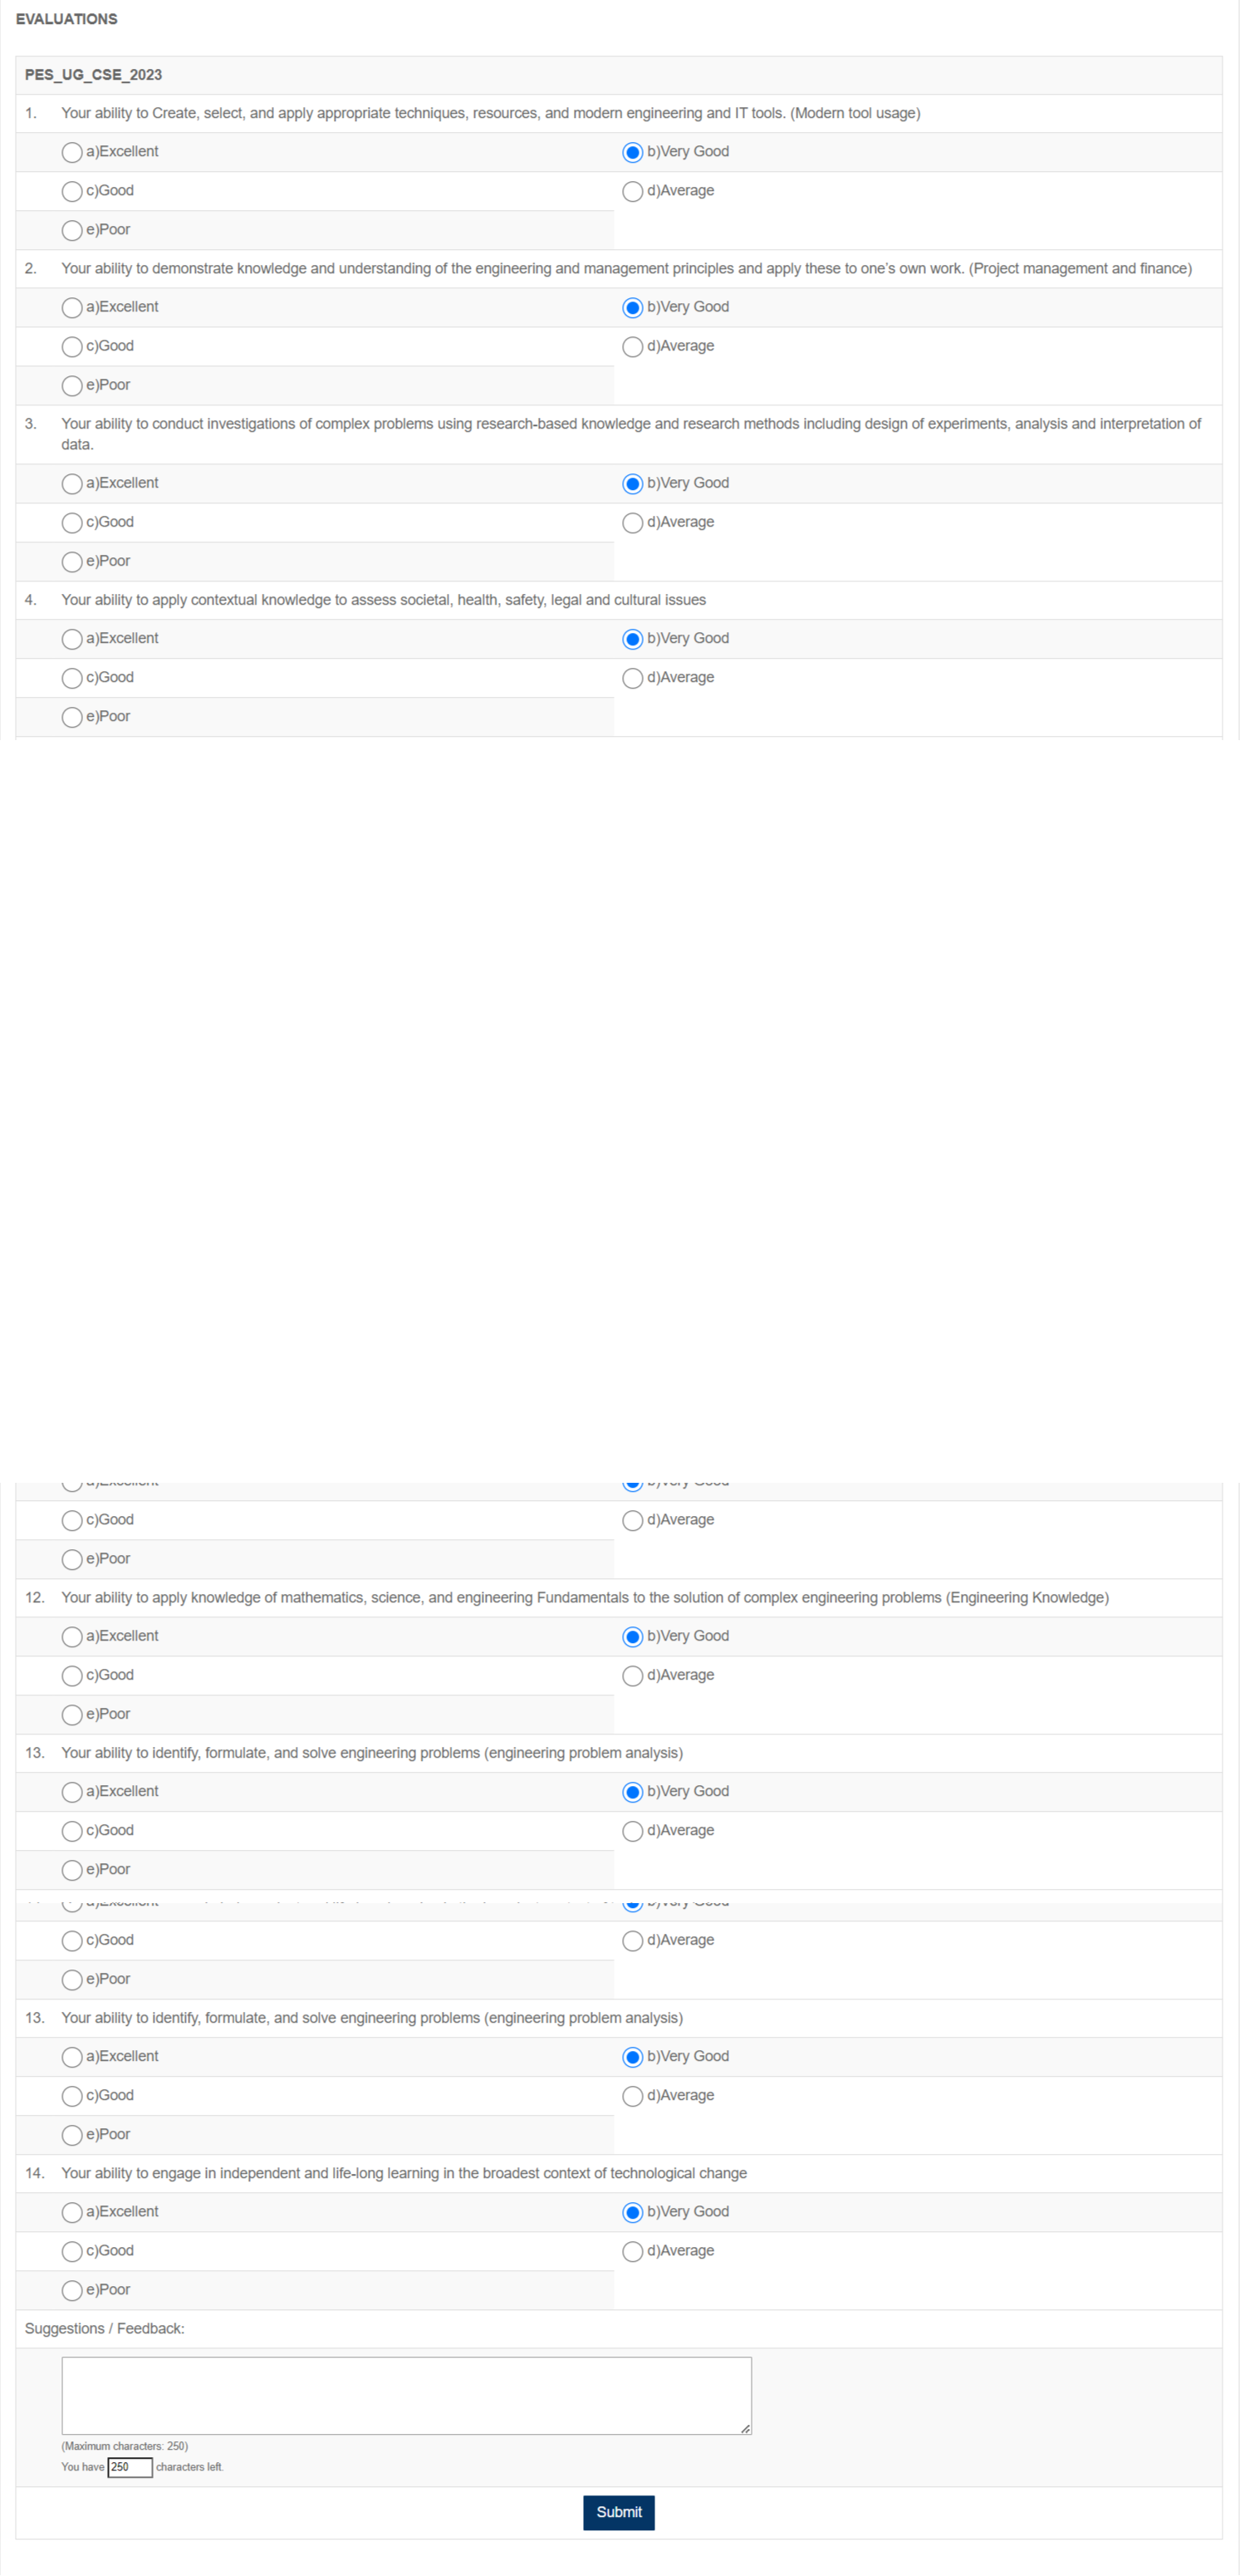 EVALUATIONS
PES_UG_CSE_2023
1. Your ability to Create, select, and apply appropriate techniques, resources, and modern engineering and IT tools. (Modern tool usage)
a)Excellent b)Very Good
c)Good d)Average
e)Poor
2. Your ability to demonstrate knowledge and understanding of the engineering and management principles and apply these to one’s own work. (Project management and finance)
a)Excellent b)Very Good
c)Good d)Average
e)Poor
3. Your ability to conduct investigations of complex problems using research-based knowledge and research methods including design of experiments, analysis and interpretation of
data.
a)Excellent b)Very Good
c)Good d)Average
e)Poor
4. Your ability to apply contextual knowledge to assess societal, health, safety, legal and cultural issues
a)Excellent b)Very Good
c)Good d)Average
e)Poor
c)Good d)Average
e)Poor
12. Your ability to apply knowledge of mathematics, science, and engineering Fundamentals to the solution of complex engineering problems (Engineering Knowledge)
a)Excellent b)Very Good
c)Good d)Average
e)Poor
13. Your ability to identify, formulate, and solve engineering problems (engineering problem analysis)
a)Excellent b)Very Good
c)Good d)Average
e)Poor
c)Good d)Average
e)Poor
13. Your ability to identify, formulate, and solve engineering problems (engineering problem analysis)
a)Excellent b)Very Good
c)Good d)Average
e)Poor
14. Your ability to engage in independent and life-long learning in the broadest context of technological change
a)Excellent b)Very Good
c)Good d)Average
e)Poor
Suggestions / Feedback:
(Maximum characters: 250)
You have 250 characters left.
Submit